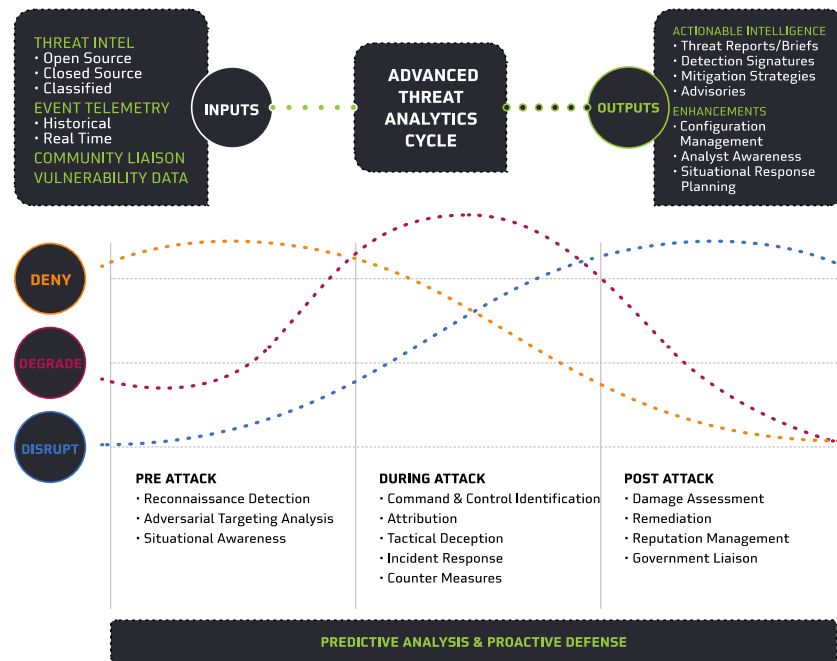 THREAT INTEL
• Open Source
• Closed Source
• Classified
EVENT TELEMETRY
• Historical
• Real Time
COMMUNITY LIAISON
VULNERABILITY DATA
INPUTS
ADVANCED
THREAT
ANALYTICS
CYCLE
OUTPUTS
ACTIONABLE INTELLIGENCE
• Threat Reports/Briefs
• Detection Signatures
• Mitigation Strategies
• Advisories
ENHANCEMENTS
• Configuration
Management
• Analyst Awareness
• Situational Response
Planning
DENY
DEGRADE
DISRUPT
PRE ATTACK
• Reconnaissance Detection
• Adversarial Targeting Analysis
• Situational Awareness
DURING ATTACK
• Command & Control Identification
• Attribution
• Tactical Deception
• Incident Response
• Counter Measures
POST ATTACK
• Damage Assessment
• Remediation
• Reputation Management
• Government Liaison
PREDICTIVE ANALYSIS & PROACTIVE DEFENSE